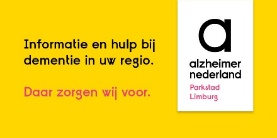 Informatie en hulp bij
dementie in uw regio.
Daar zorgen wij voor.
a
alzheimer
nederland
Parkstad
Limburg